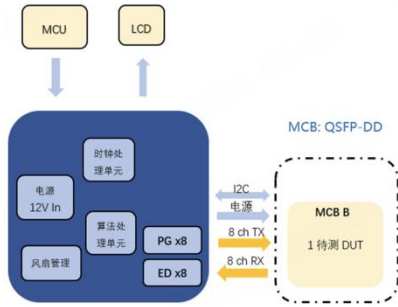 MCU
LCD
MCB: QSFP-DD
时钟处
理单元
电源
12V In
算法处
理单元
风扇管理
PG x8
ED x8
I2C
电源
8 ch TX
8 ch RX
MCB B
1 待测 DUT